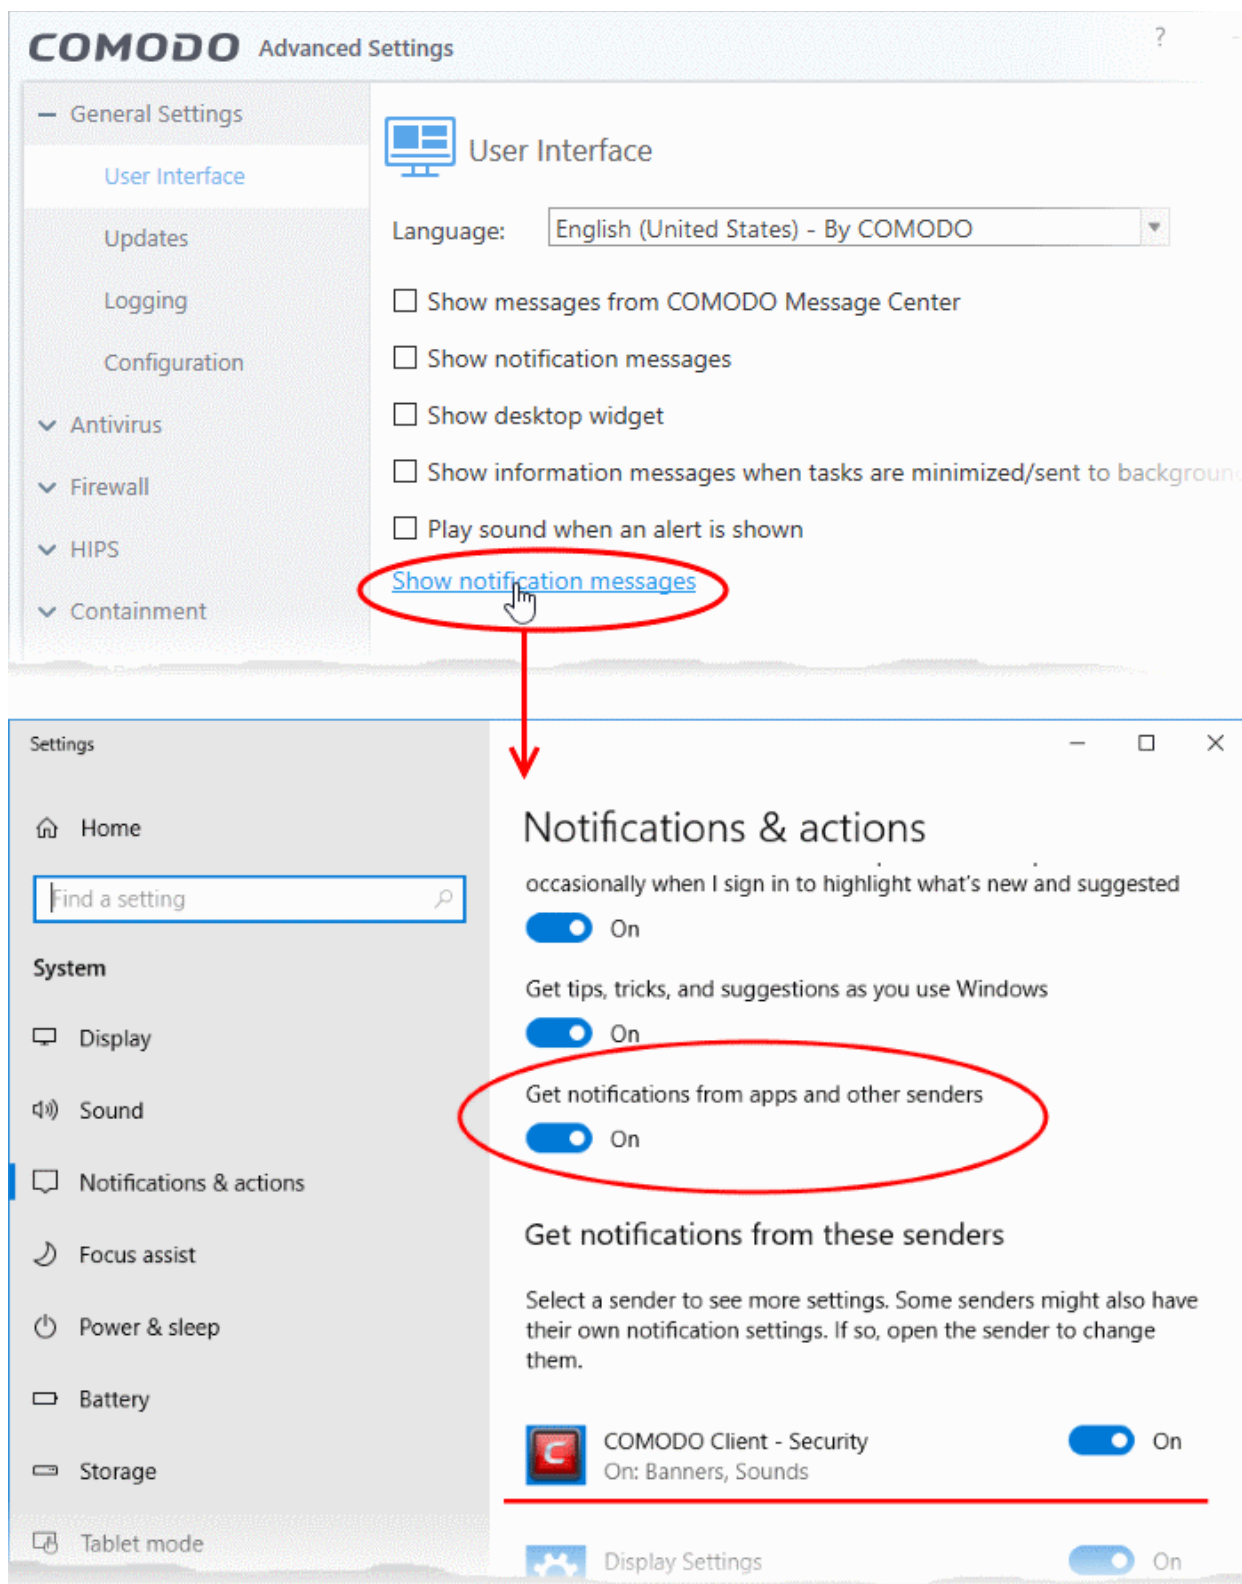 COMODO Advanced Settings
?
General Settings
User Interface
Updates
Logging
Configuration
Antivirus
Firewall
HIPS
Containment
User Interface
Language: English (United States) - By COMODO
Show messages from COMODO Message Center
Show notification messages
Show desktop widget
Show information messages when tasks are minimized/sent to background
Play sound when an alert is shown
Show notification messages
Settings
Home
Find a setting
System
Display
Sound
Notifications & actions
Focus assist
Power & sleep
Battery
Storage
Tablet mode
Notifications & actions
occasionally when I sign in to highlight what's new and suggested
On
Get tips, tricks, and suggestions as you use Windows
On
Get notifications from apps and other senders
On
Get notifications from these senders
Select a sender to see more settings. Some senders might also have
their own notification settings. If so, open the sender to change
them.
COMODO Client - Security On
On: Banners, Sounds
Display Settings On